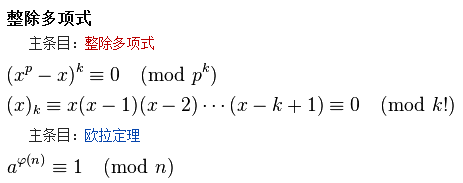 整除多项式
主条目：整除多项式
(x^p − x)^k ≡ 0 (mod p^k)
(x)_k ≡ x(x − 1)(x − 2) ⋯ (x − k + 1) ≡ 0 (mod k!)
主条目：欧拉定理
a^{φ(n)} ≡ 1 (mod n)